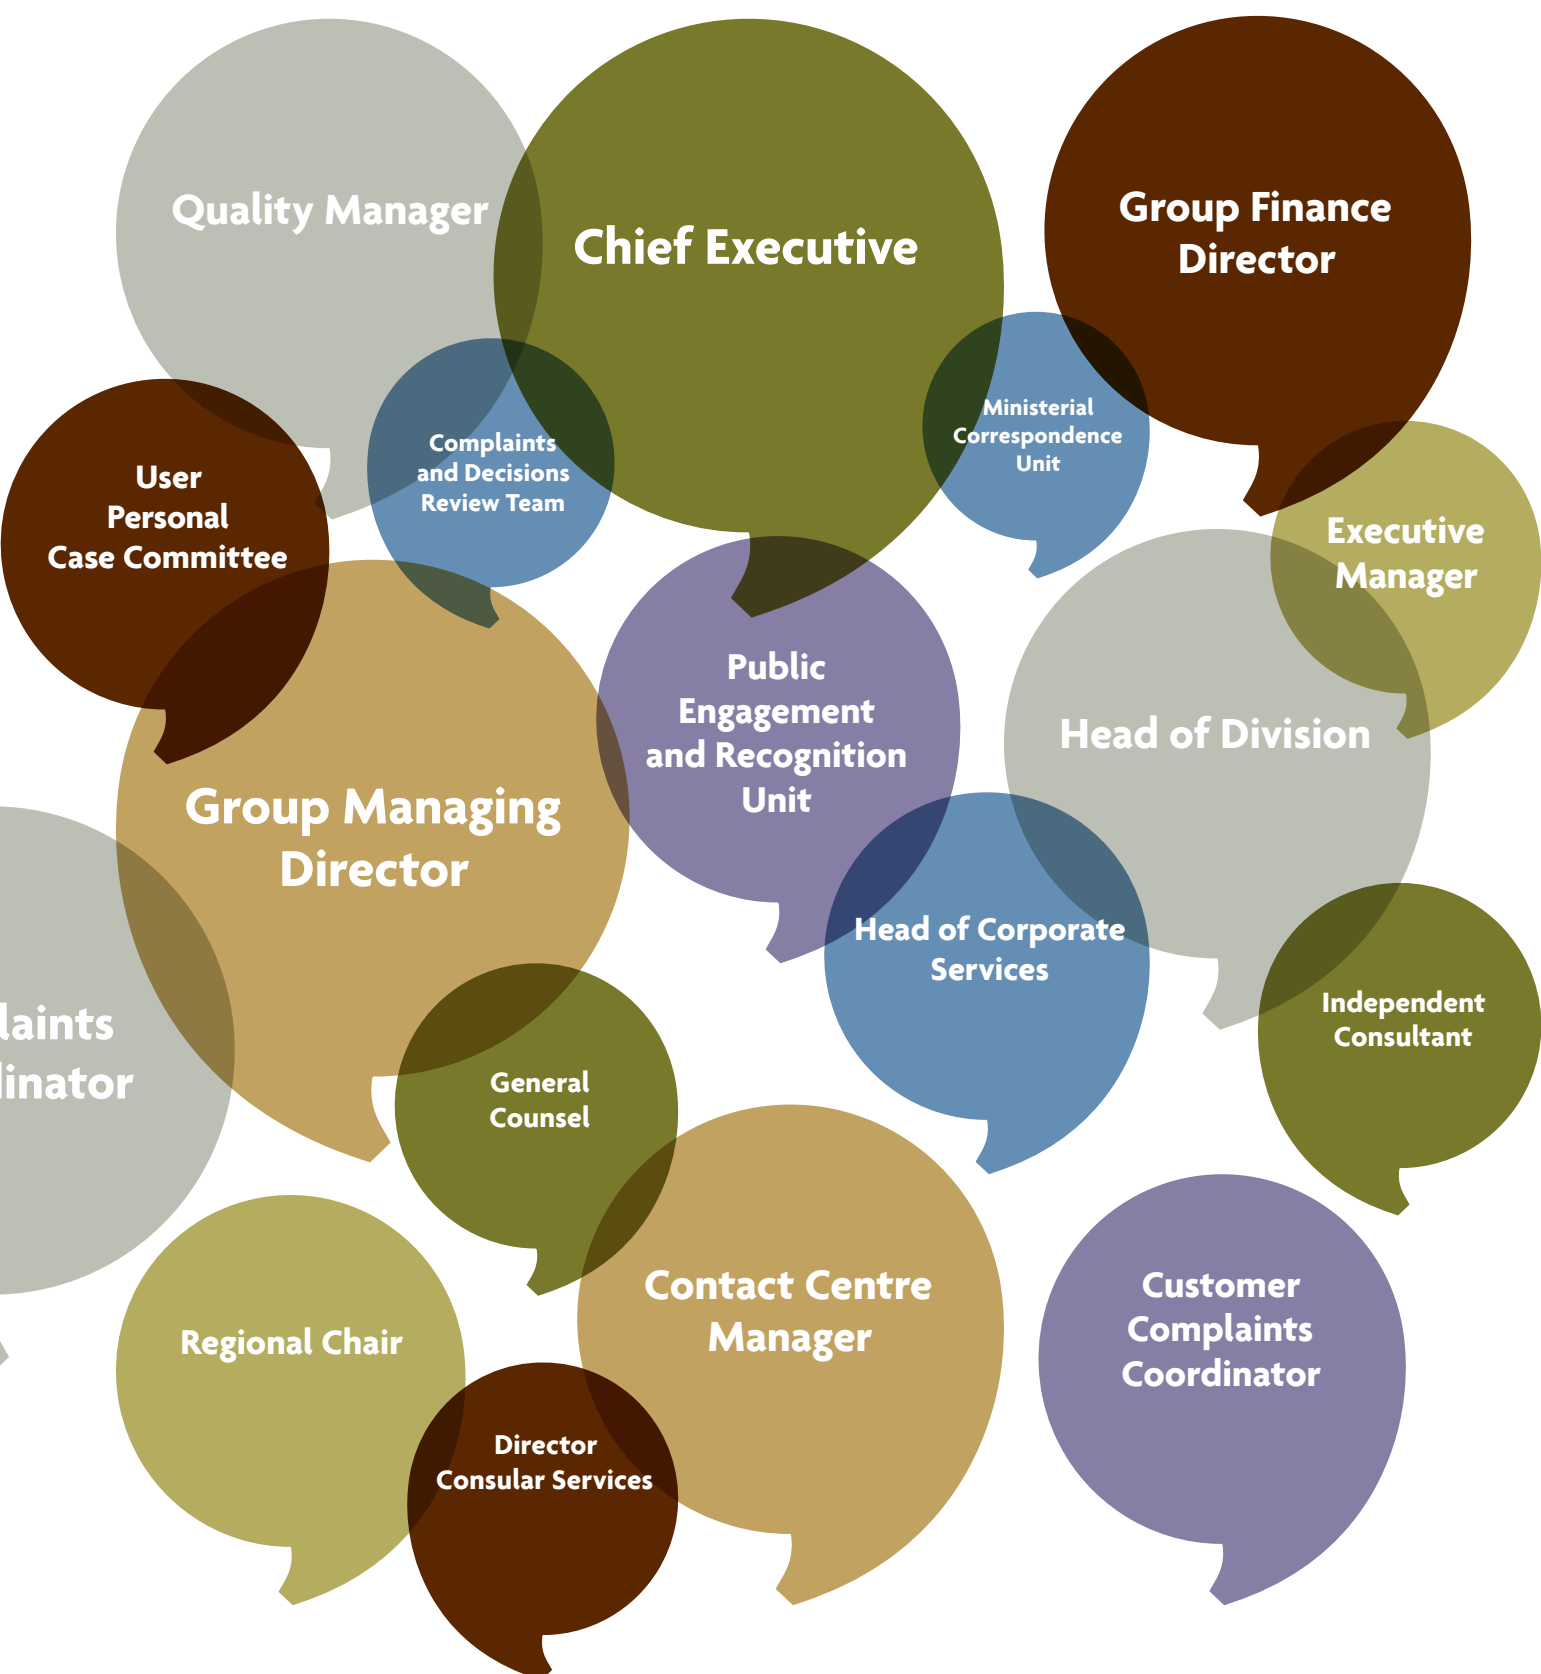 Quality Manager
Chief Executive
Group Finance
Director
Ministerial
Correspondence
Unit
Complaints
and Decisions
Review Team
User
Personal
Case Committee
Executive
Manager
Public
Engagement
and Recognition
Unit
Head of Division
Group Managing
Director
Head of Corporate
Services
laints
linator
Independent
Consultant
General
Counsel
Contact Centre
Manager
Customer
Complaints
Coordinator
Regional Chair
Director
Consular Services